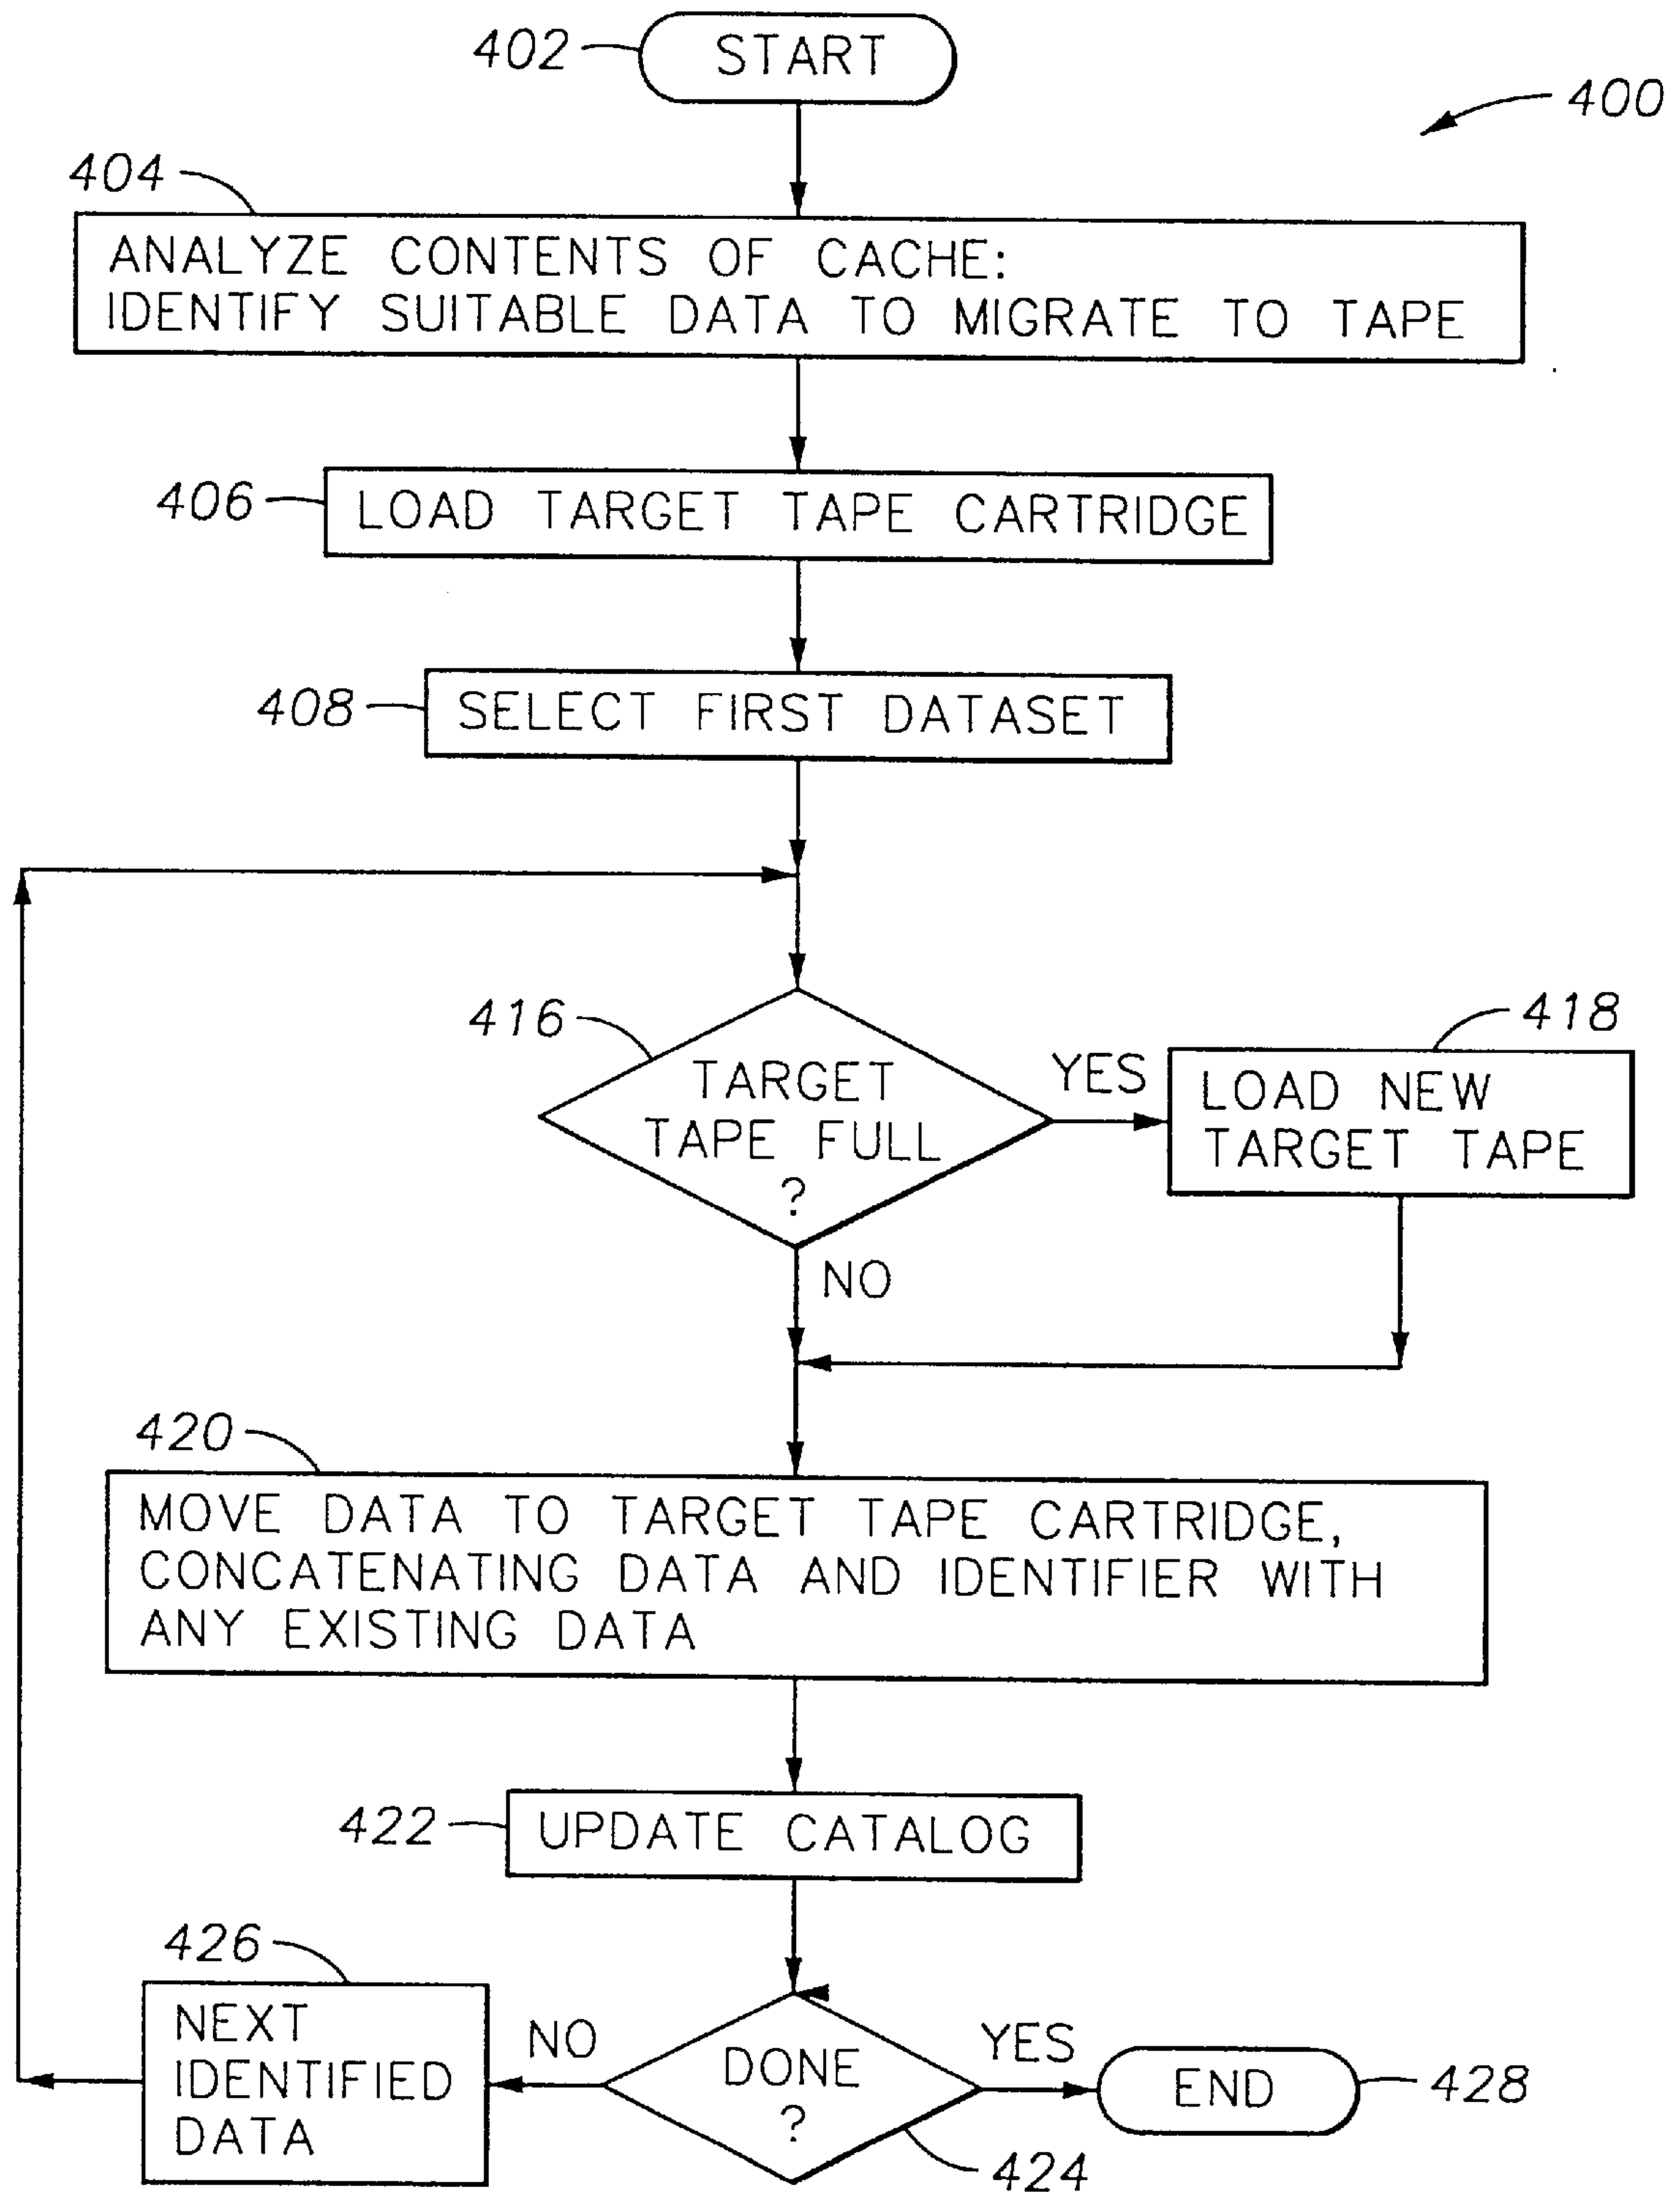 402
START
400
404
ANALYZE CONTENTS OF CACHE:
IDENTIFY SUITABLE DATA TO MIGRATE TO TAPE
406
LOAD TARGET TAPE CARTRIDGE
408
SELECT FIRST DATASET
416
TARGET
TAPE FULL
?
YES
418
LOAD NEW
TARGET TAPE
NO
420
MOVE DATA TO TARGET TAPE CARTRIDGE,
CONCATENATING DATA AND IDENTIFIER WITH
ANY EXISTING DATA
422
UPDATE CATALOG
426
NEXT
IDENTIFIED
DATA
NO
DONE
?
YES
END
428
424